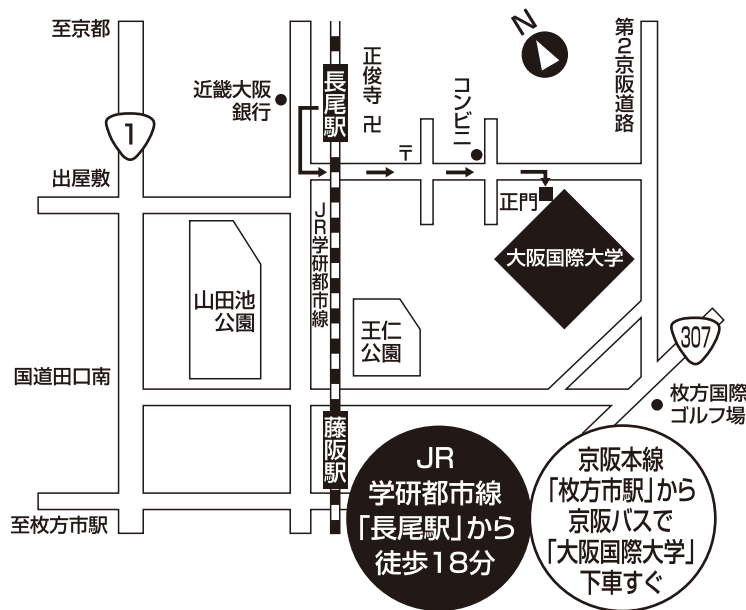 至京都
N
第2京阪道路
正俊寺
卍
近畿大阪
銀行
長尾駅
コンビニ
1
〒
出屋敷
正門
JR学研都市線
大阪国際大学
山田池
公園
王仁
公園
307
国道田口南
枚方国際
ゴルフ場
藤阪駅
至枚方市駅
JR
学研都市線
「長尾駅」から
徒歩18分
京阪本線
「枚方市駅」から
京阪バスで
「大阪国際大学」
下車すぐ